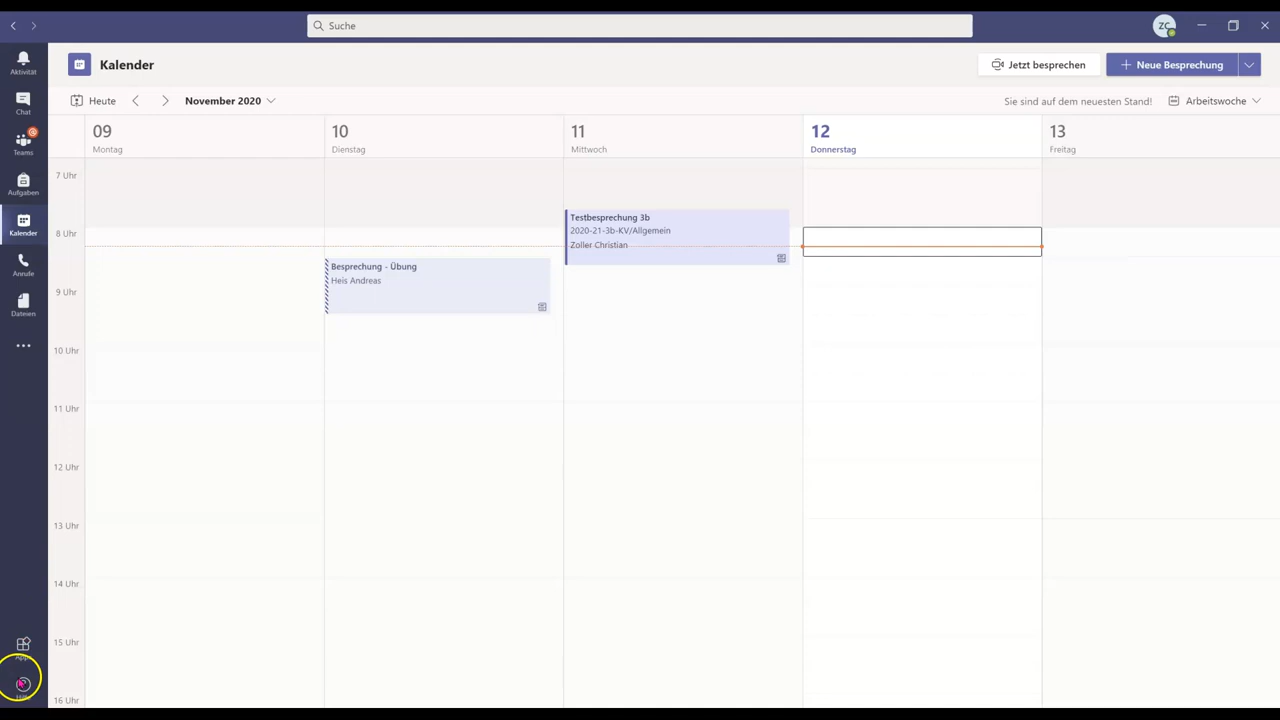 Suche
ZC
Aktivität
Chat
Teams
Aufgaben
Kalender
Anrufe
Dateien
Kalender
Jetzt besprechen
Neue Besprechung
Heute
November 2020
Sie sind auf dem neuesten Stand!
Arbeitswoche
09
Montag
10
Dienstag
11
Mittwoch
12
Donnerstag
13
Freitag
7 Uhr
8 Uhr
9 Uhr
10 Uhr
11 Uhr
12 Uhr
13 Uhr
14 Uhr
15 Uhr
16 Uhr
Besprechung - Übung
Heis Andreas
Testbesprechung 3b
2020-21-3b-KV/Allgemein
Zoller Christian